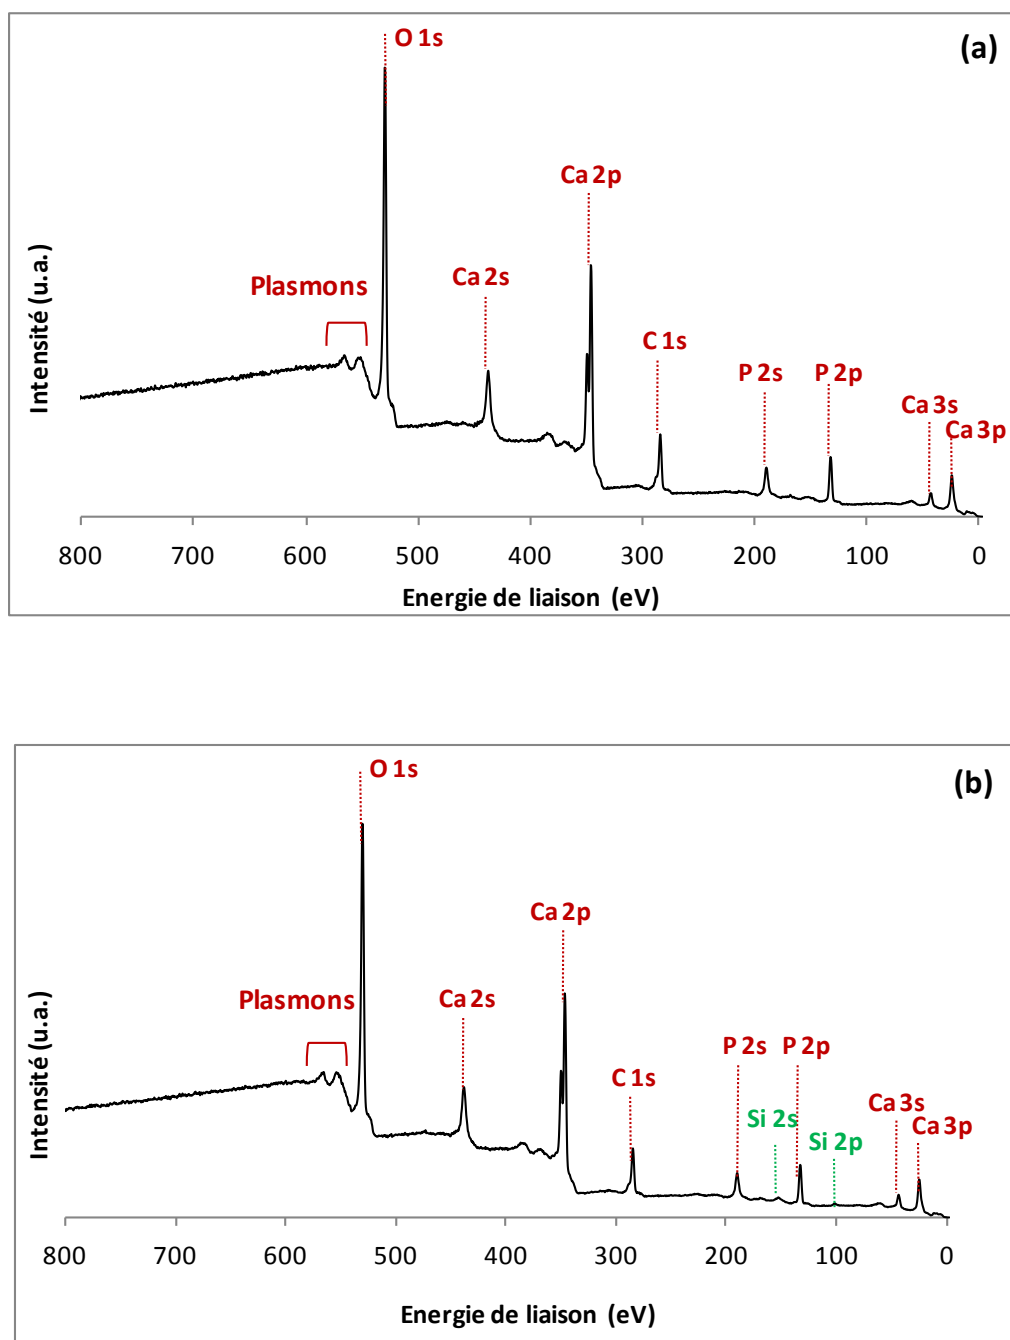 (a)
O 1s
Ca 2p
Plasmons
Ca 2s
C 1s
P 2s
P 2p
Ca 3s
Ca 3p
Intensité (u.a.)
800 700 600 500 400 300 200 100 0
Energie de liaison (eV)
(b)
O 1s
Ca 2p
Plasmons
Ca 2s
C 1s
P 2s
P 2p
Si 2s
Si 2p
Ca 3s
Ca 3p
Intensité (u.a.)
800 700 600 500 400 300 200 100 0
Energie de liaison (eV)